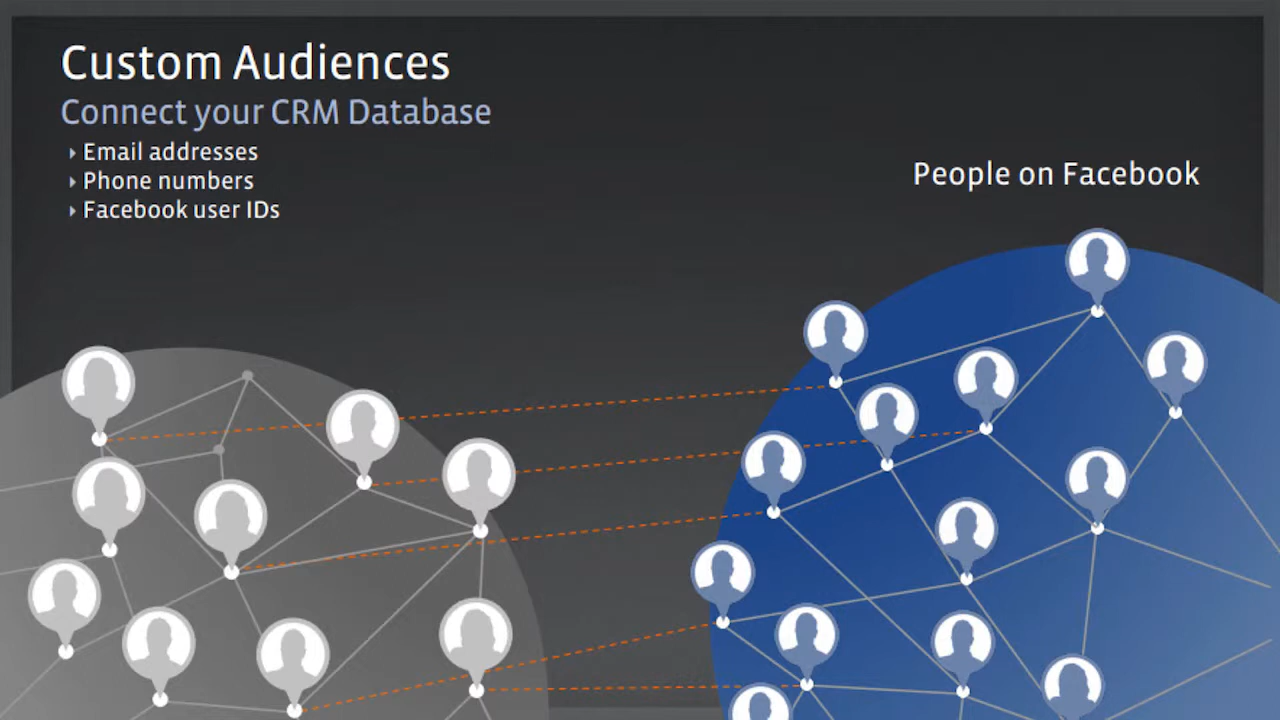 Custom Audiences
Connect your CRM Database
Email addresses
Phone numbers
Facebook user IDs
People on Facebook